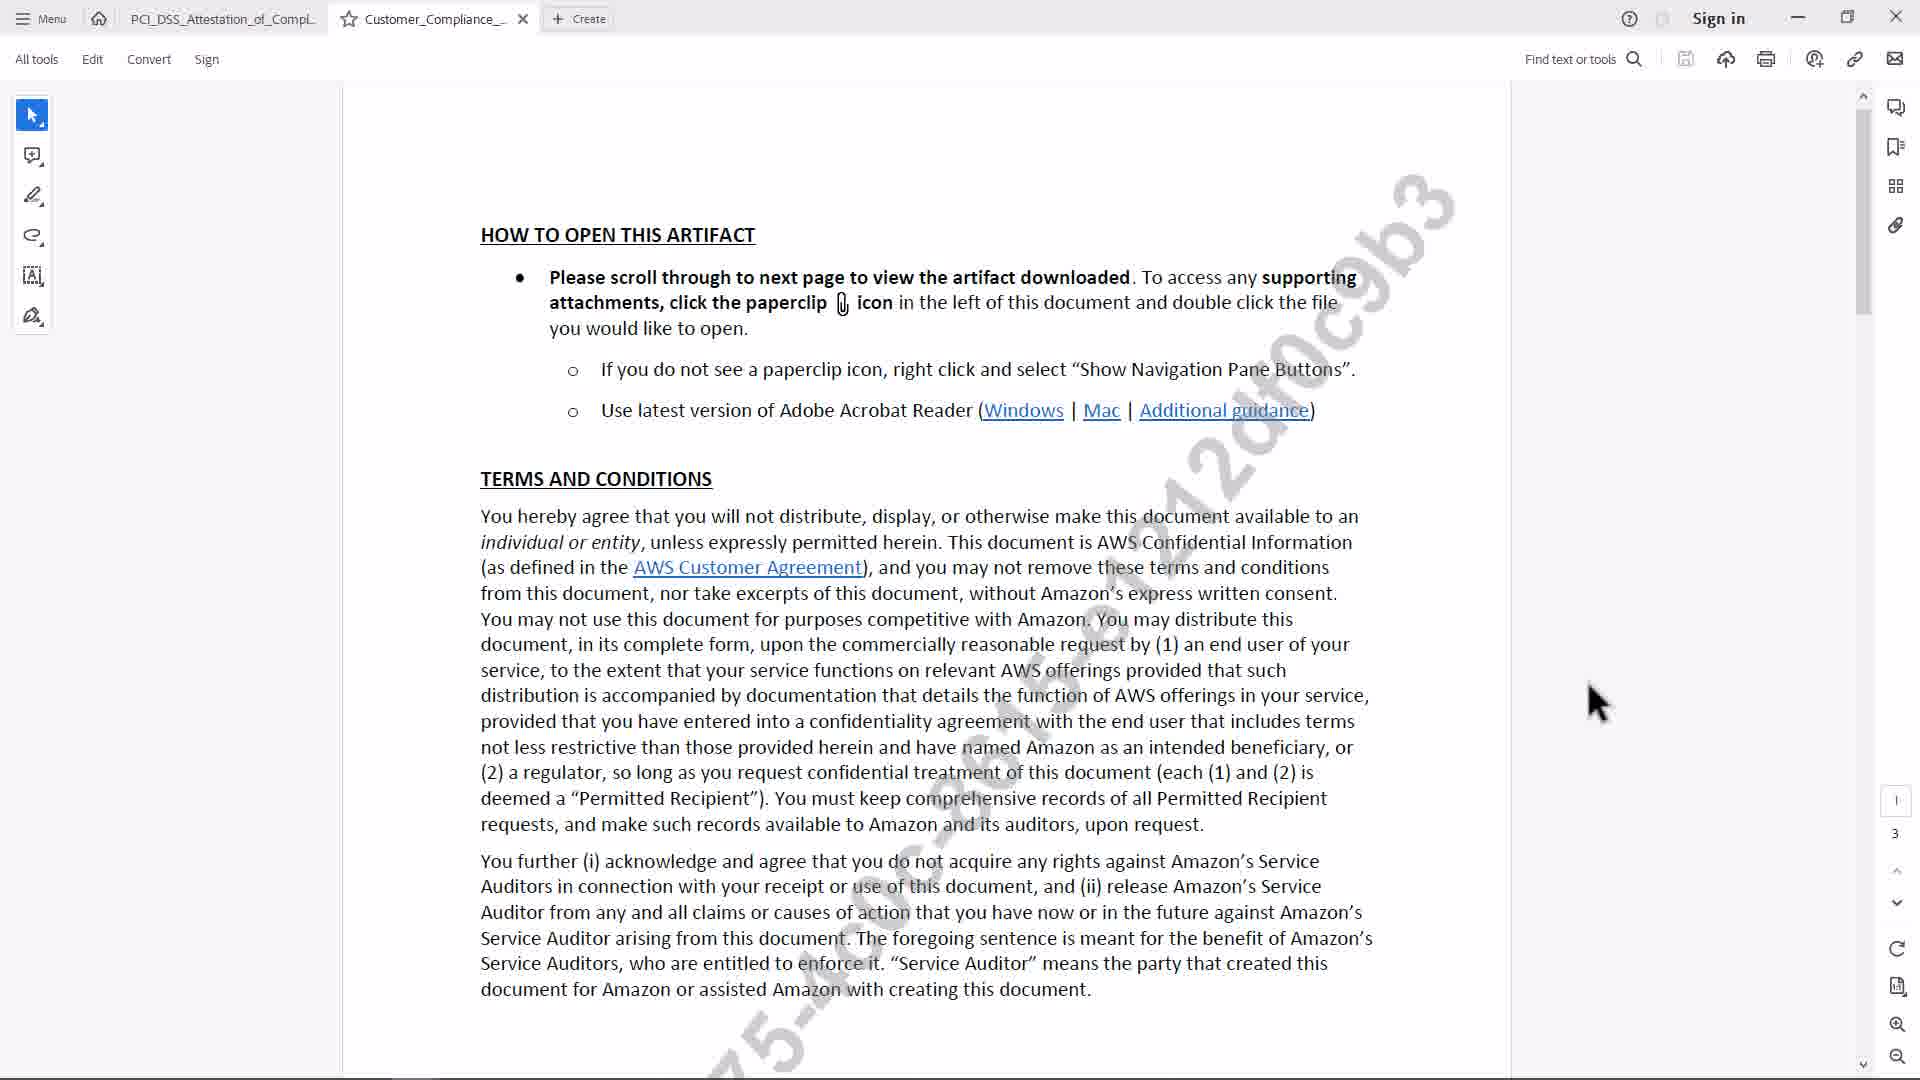 Menu
PCI_DSS_Attestation_of_Compl...
Customer_Compliance_...
Create
Sign in
All tools
Edit
Convert
Sign
Find text or tools
HOW TO OPEN THIS ARTIFACT
Please scroll through to next page to view the artifact downloaded. To access any supporting
attachments, click the paperclip icon in the left of this document and double click the file
you would like to open.
o If you do not see a paperclip icon, right click and select “Show Navigation Pane Buttons”.
o Use latest version of Adobe Acrobat Reader (Windows | Mac | Additional guidance)
TERMS AND CONDITIONS
You hereby agree that you will not distribute, display, or otherwise make this document available to an
individual or entity, unless expressly permitted herein. This document is AWS Confidential Information
(as defined in the AWS Customer Agreement), and you may not remove these terms and conditions
from this document, nor take excerpts of this document, without Amazon’s express written consent.
You may not use this document for purposes competitive with Amazon. You may distribute this
document, in its complete form, upon the commercially reasonable request by (1) an end user of your
service, to the extent that your service functions on relevant AWS offerings provided that such
distribution is accompanied by documentation that details the function of AWS offerings in your service,
provided that you have entered into a confidentiality agreement with the end user that includes terms
not less restrictive than those provided herein and have named Amazon as an intended beneficiary, or
(2) a regulator, so long as you request confidential treatment of this document (each (1) and (2) is
deemed a “Permitted Recipient”). You must keep comprehensive records of all Permitted Recipient
requests, and make such records available to Amazon and its auditors, upon request.
You further (i) acknowledge and agree that you do not acquire any rights against Amazon’s Service
Auditors in connection with your receipt or use of this document, and (ii) release Amazon’s Service
Auditor from any and all claims or causes of action that you have now or in the future against Amazon’s
Service Auditor arising from this document. The foregoing sentence is meant for the benefit of Amazon’s
Service Auditors, who are entitled to enforce it. “Service Auditor” means the party that created this
document for Amazon or assisted Amazon with creating this document.
75-4c0c-8615-e1212df0c9b3
1
3